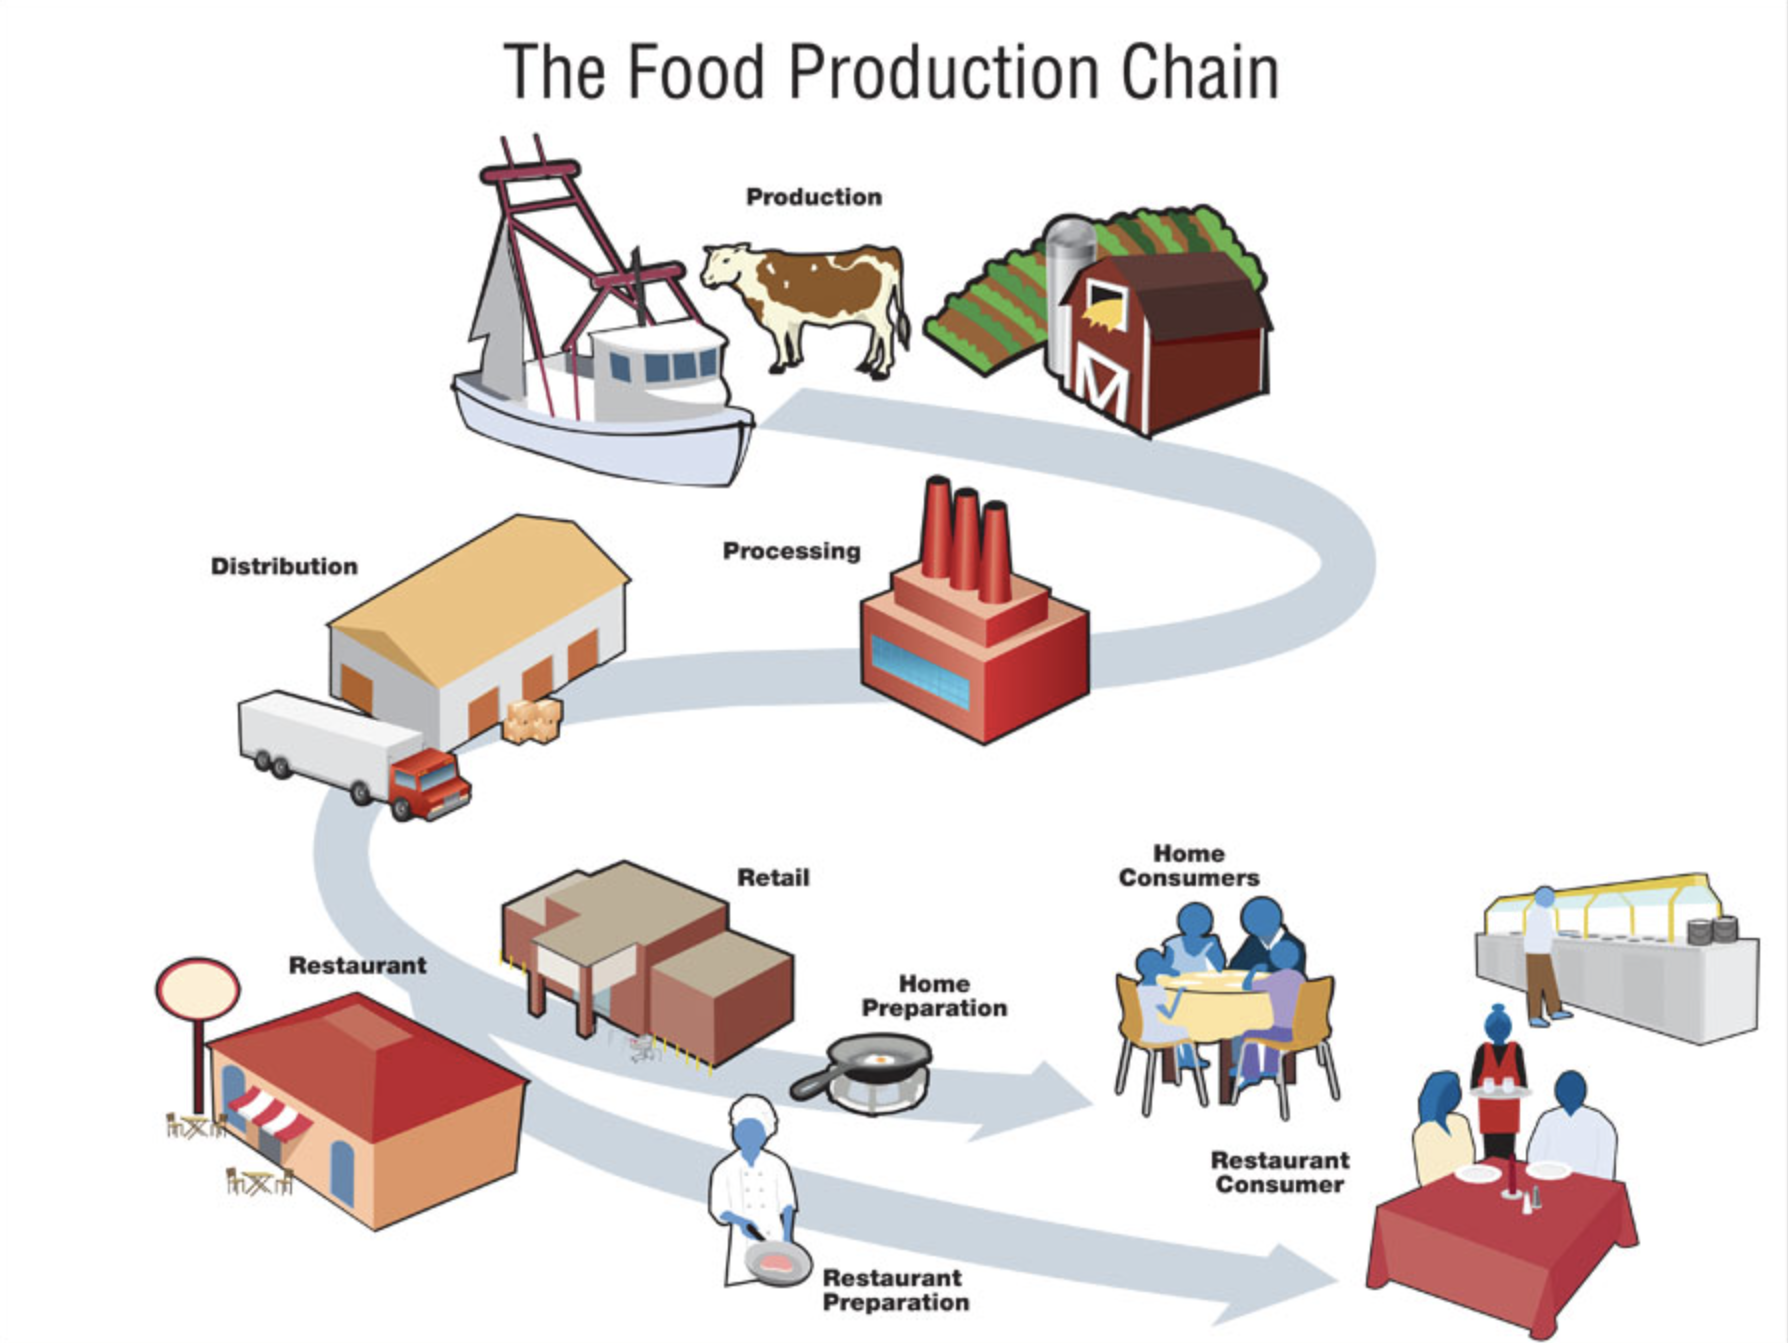 The Food Production Chain
Production
Processing
Distribution
Retail
Restaurant
Home
Preparation
Home
Consumers
Restaurant
Preparation
Restaurant
Consumer